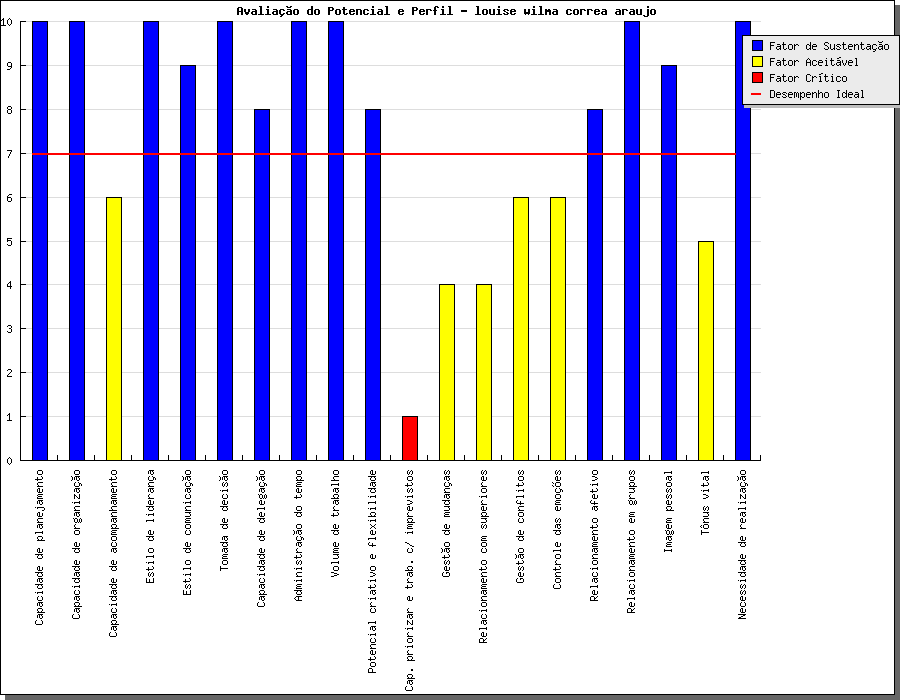 Avaliação do Potencial e Perfil - louise wilma correa araujo
10
9
8
7
6
5
4
3
2
1
0
Fator de Sustentação
Fator Aceitável
Fator Crítico
Desempenho Ideal
Capacidade de planejamento
Capacidade de organização
Capacidade de acompanhamento
Estilo de liderança
Estilo de comunicação
Tomada de decisão
Capacidade de delegação
Administração do tempo
Volume de trabalho
Potencial criativo e flexibilidade
Cap. priorizar e trab. c/ imprevistos
Gestão de mudanças
Relacionamento com superiores
Gestão de conflitos
Controle das emoções
Relacionamento afetivo
Relacionamento em grupos
Imagem pessoal
Tônus vital
Necessidade de realização